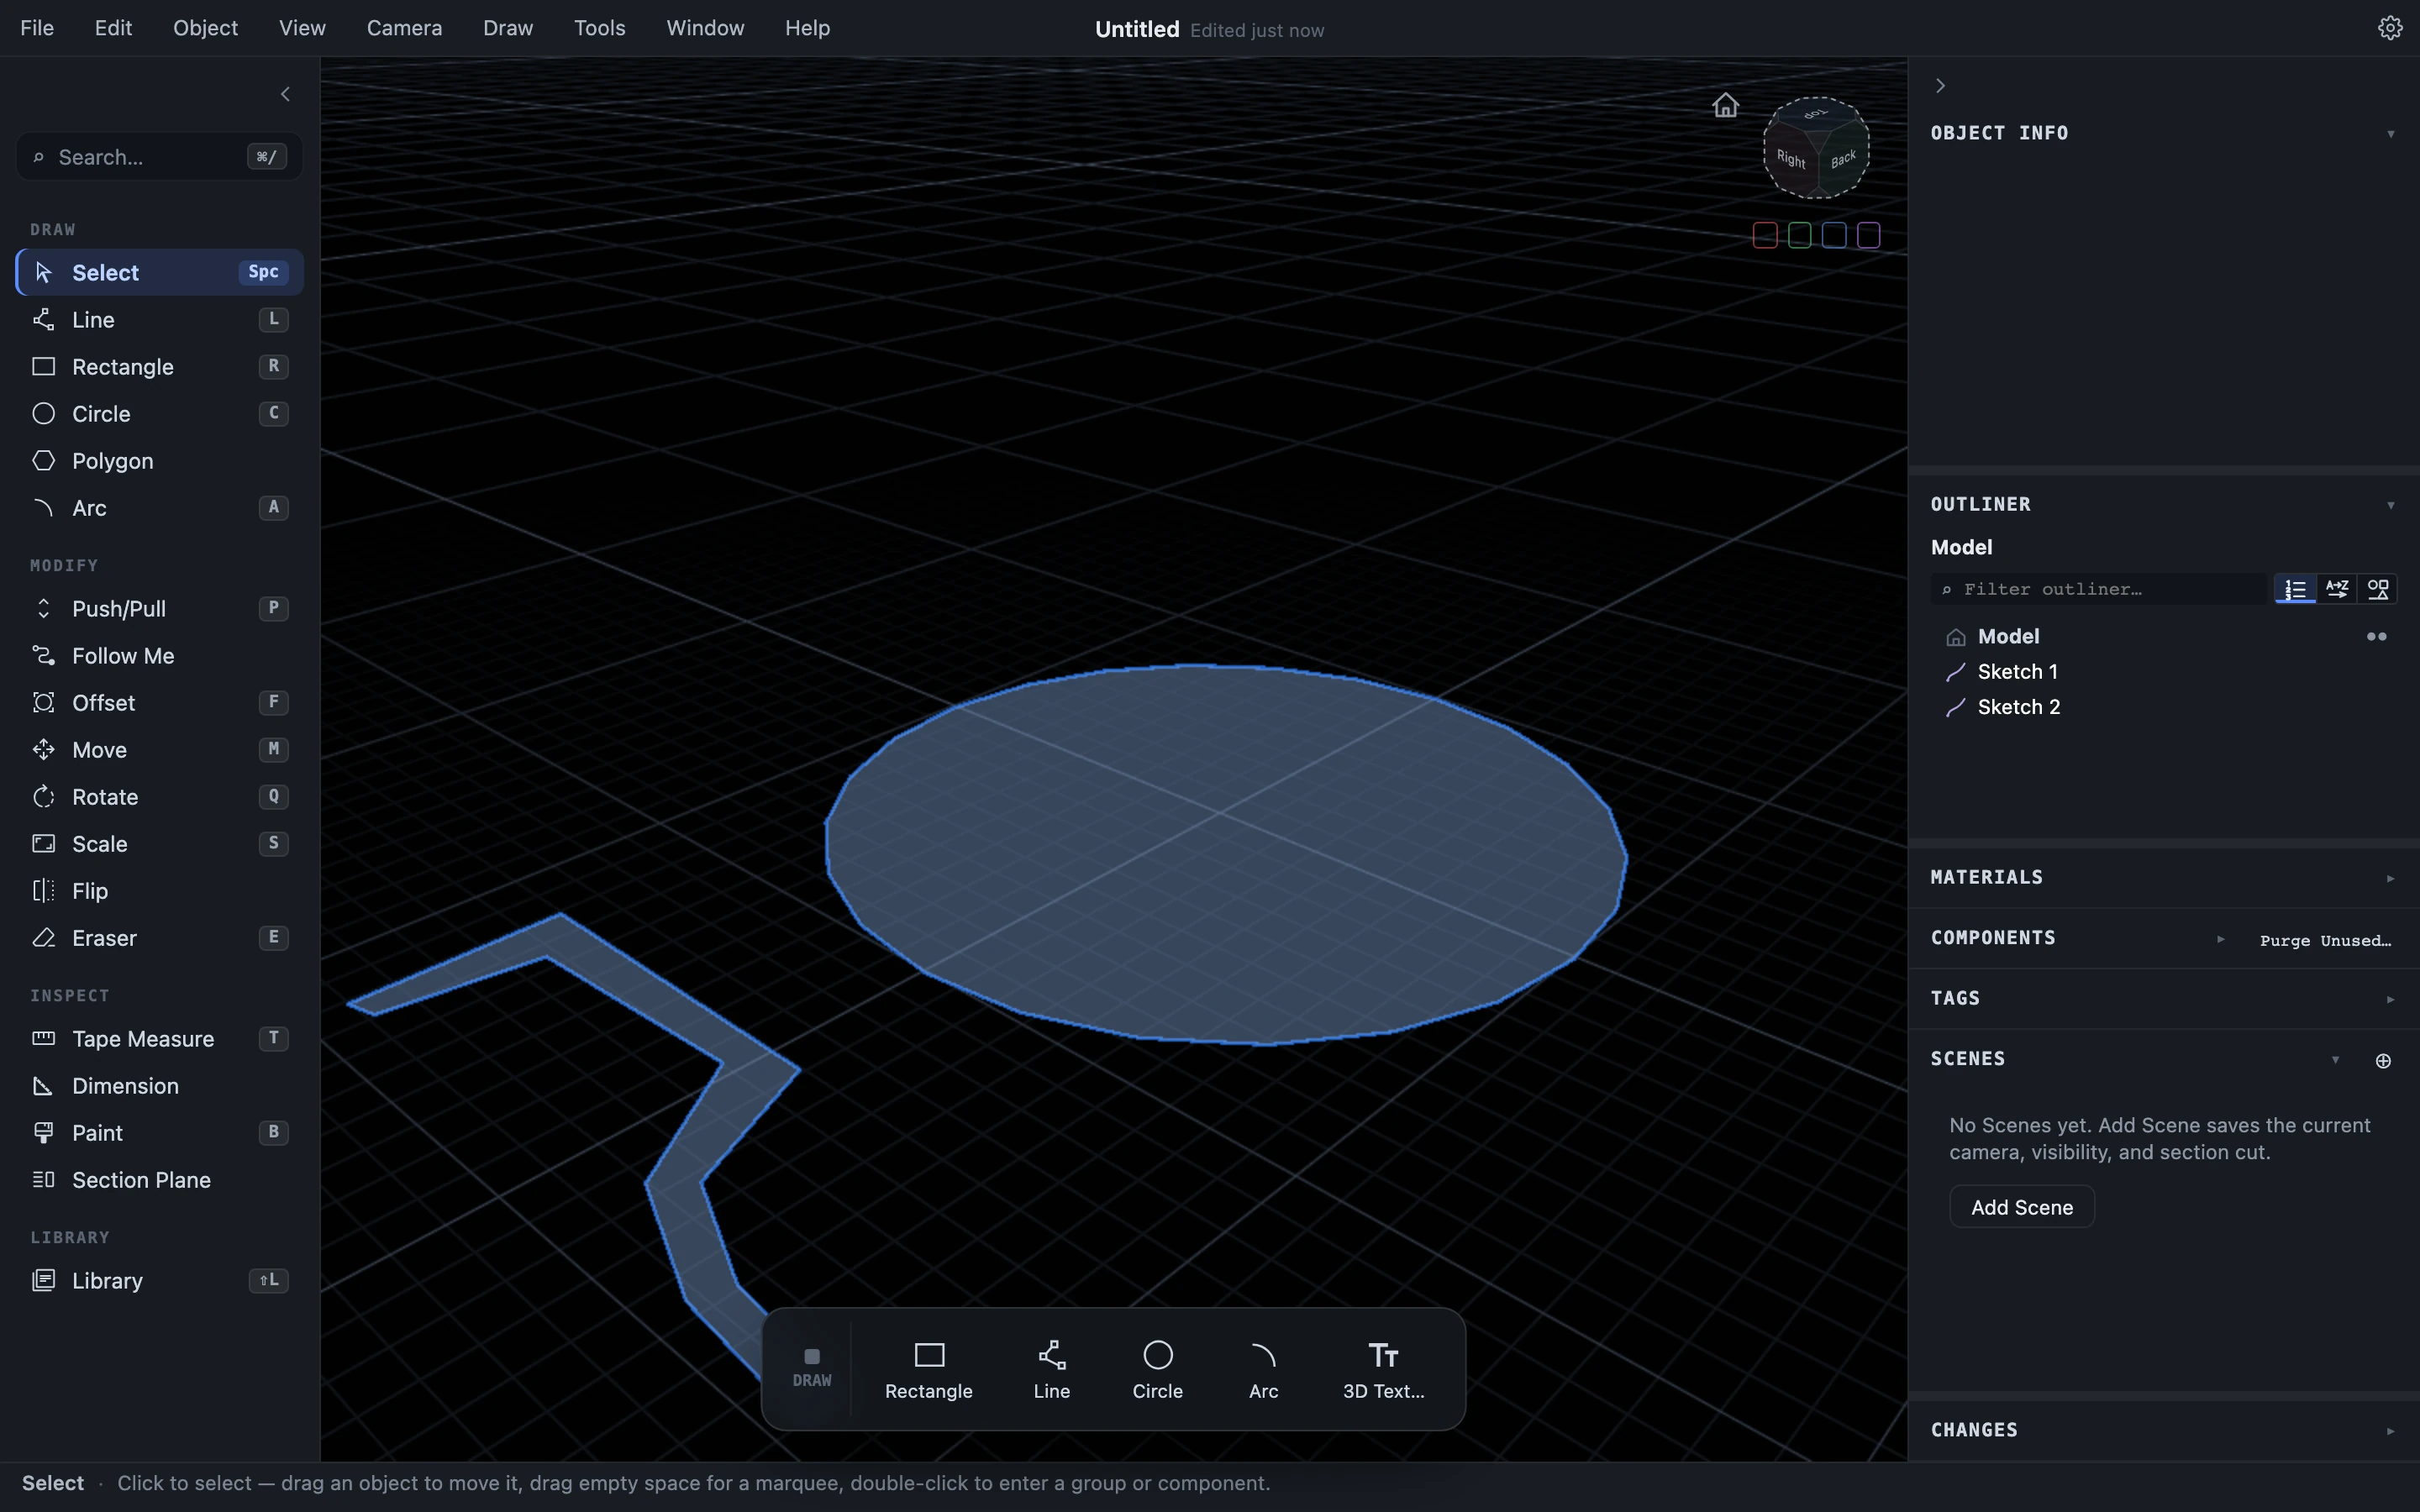 File Edit Object View Camera Draw Tools Window Help
Untitled Edited just now
Search... ⌘/
DRAW
Select Spc
Line L
Rectangle R
Circle C
Polygon
Arc A
MODIFY
Push/Pull P
Follow Me
Offset F
Move M
Rotate Q
Scale S
Flip
Eraser E
INSPECT
Tape Measure T
Dimension
Paint B
Section Plane
LIBRARY
Library ⇧L
Top
Right
Back
DRAW
Rectangle
Line
Circle
Arc
3D Text...
OBJECT INFO
OUTLINER
Model
Filter outliner…
Model
Sketch 1
Sketch 2
MATERIALS
COMPONENTS Purge Unused…
TAGS
SCENES
No Scenes yet. Add Scene saves the current
camera, visibility, and section cut.
Add Scene
CHANGES
Select · Click to select — drag an object to move it, drag empty space for a marquee, double-click to enter a group or component.